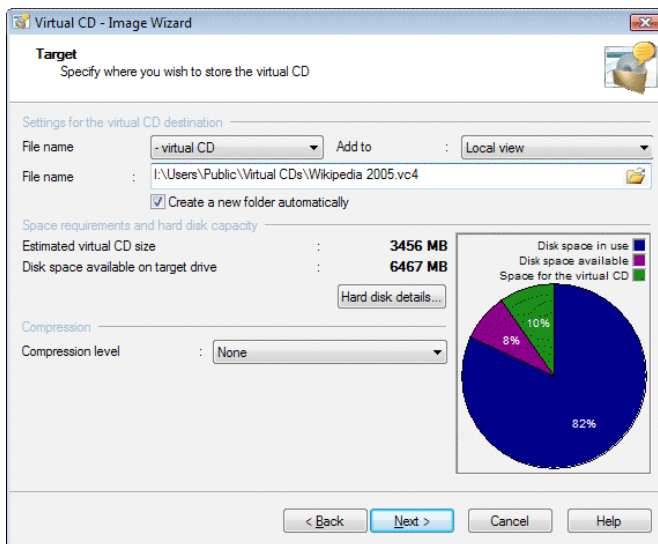 Virtual CD - Image Wizard
Target
Specify where you wish to store the virtual CD
Settings for the virtual CD destination
File name - virtual CD Add to : Local view
File name : I:\Users\Public\Virtual CDs\Wikipedia 2005.vc4
Create a new folder automatically
Space requirements and hard disk capacity
Estimated virtual CD size : 3456 MB
Disk space available on target drive : 6467 MB
Hard disk details...
Compression
Compression level : None
Disk space in use
Disk space available
Space for the virtual CD
10%
8%
82%
< Back Next > Cancel Help